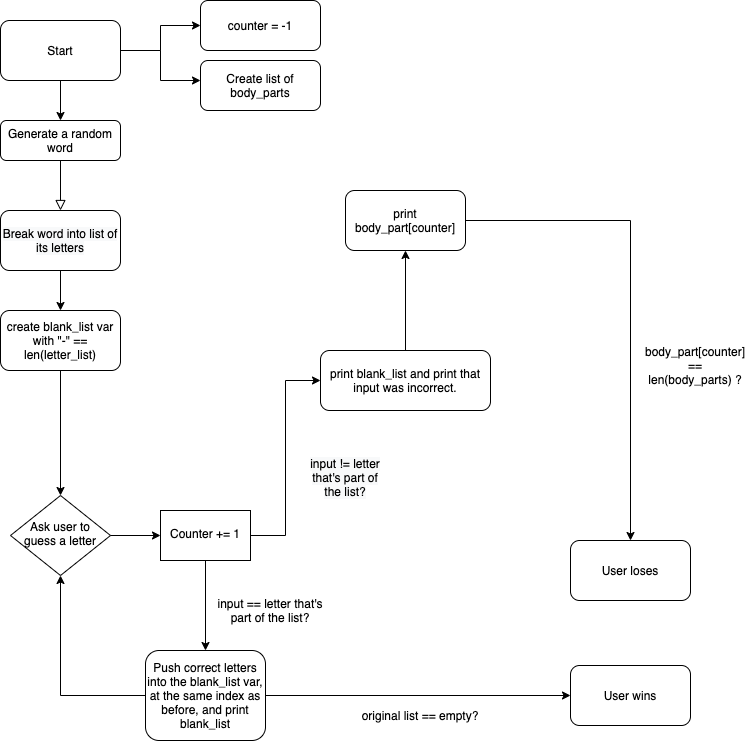 counter = -1
Start
Create list of
body_parts
Generate a random
word
Break word into list of
its letters
create blank_list var
with "-" ==
len(letter_list)
print
body_part[counter]
print blank_list and print that
input was incorrect.
body_part[counter]
==
len(body_parts) ?
input != letter
that's part of
the list?
Ask user to
guess a letter
Counter += 1
User loses
input == letter that's
part of the list?
Push correct letters
into the blank_list var,
at the same index as
before, and print
blank_list
User wins
original list == empty?